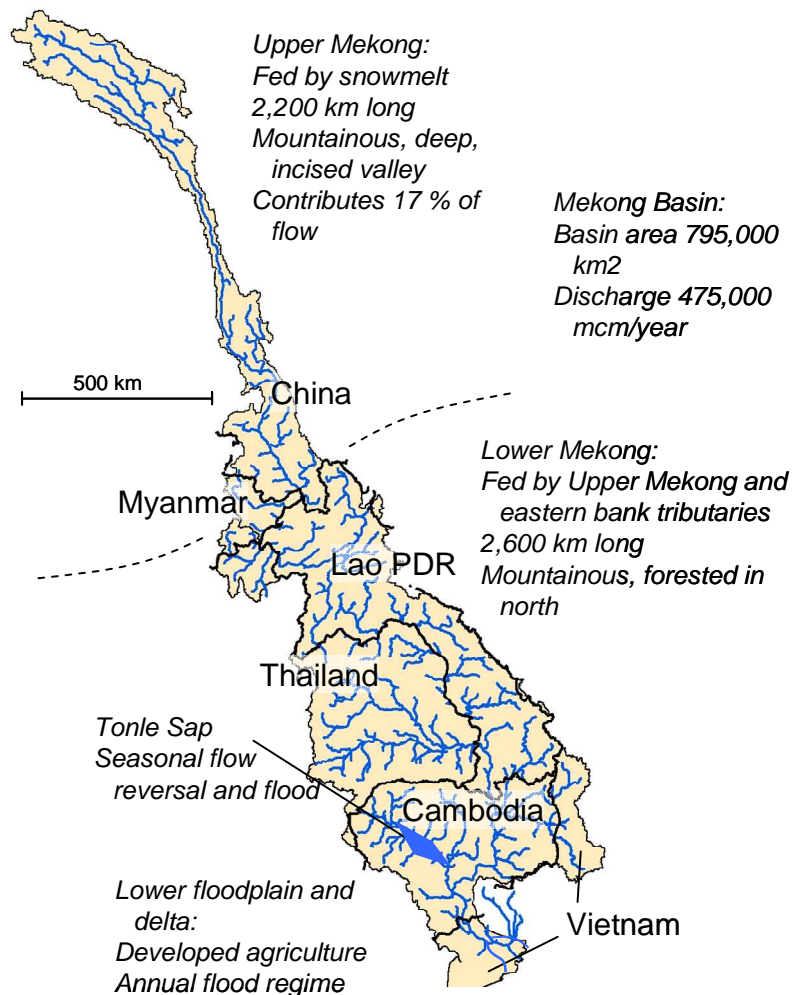 Upper Mekong:
Fed by snowmelt
2,200 km long
Mountainous, deep,
incised valley
Contributes 17 % of
flow
Mekong Basin:
Basin area 795,000
km2
Discharge 475,000
mcm/year
500 km
China
Lower Mekong:
Fed by Upper Mekong and
eastern bank tributaries
2,600 km long
Mountainous, forested in
north
Myanmar
Lao PDR
Thailand
Tonle Sap
Seasonal flow
reversal and flood
Cambodia
Lower floodplain and
delta:
Developed agriculture
Annual flood regime
Vietnam